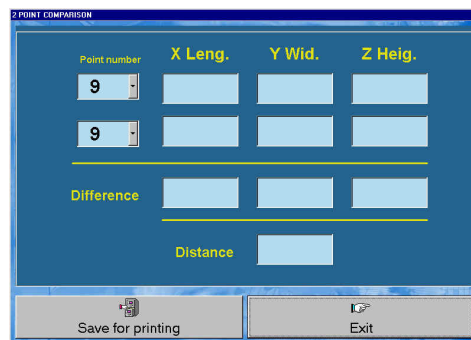 2 POINT COMPARISON
Point number X Leng. Y Wid. Z Heig.
9
9
Difference
Distance
Save for printing Exit